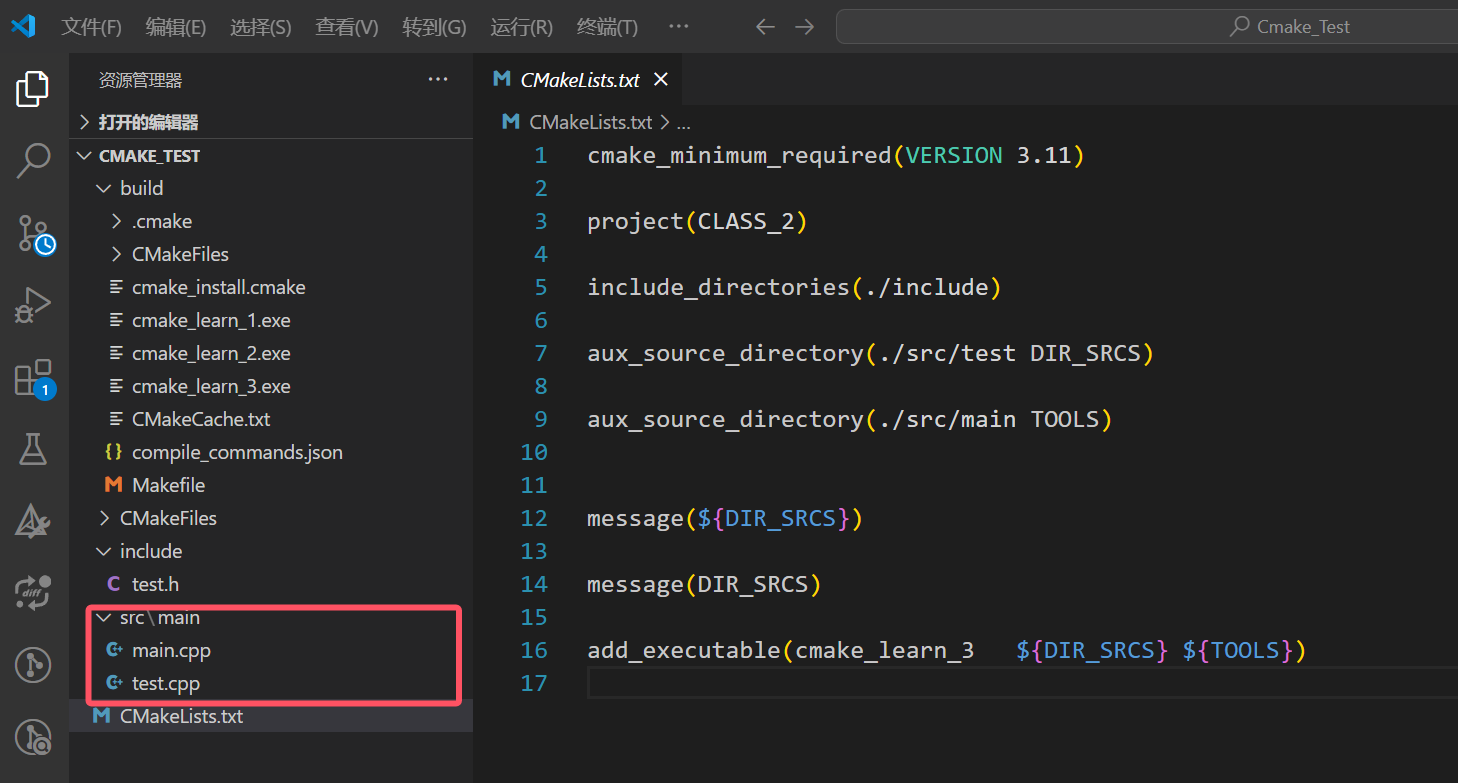 文件(F) 编辑(E) 选择(S) 查看(V) 转到(G) 运行(R) 终端(T) ··· Cmake_Test
资源管理器 ···
打开的编辑器
CMAKE_TEST
build
.cmake
CMakeFiles
cmake_install.cmake
cmake_learn_1.exe
cmake_learn_2.exe
cmake_learn_3.exe
CMakeCache.txt
{} compile_commands.json
M Makefile
CMakeFiles
include
C test.h
src\main
C+ main.cpp
C+ test.cpp
M CMakeLists.txt
1
diff
M CMakeLists.txt ×
M CMakeLists.txt > ...
1 cmake_minimum_required(VERSION 3.11)
2
3 project(CLASS_2)
4
5 include_directories(./include)
6
7 aux_source_directory(./src/test DIR_SRCS)
8
9 aux_source_directory(./src/main TOOLS)
10
11
12 message(${DIR_SRCS})
13
14 message(DIR_SRCS)
15
16 add_executable(cmake_learn_3   ${DIR_SRCS} ${TOOLS})
17